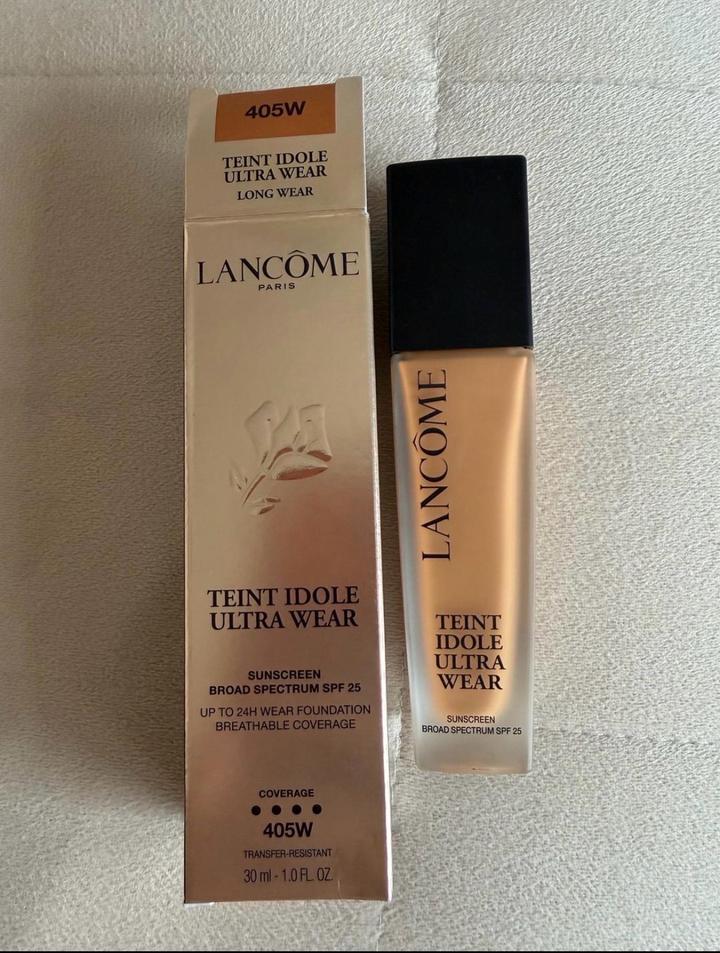 405W
TEINT IDOLE
ULTRA WEAR
LONG WEAR
LANCÔME
PARIS
TEINT IDOLE
ULTRA WEAR
SUNSCREEN
BROAD SPECTRUM SPF 25
UP TO 24H WEAR FOUNDATION
BREATHABLE COVERAGE
COVERAGE
405W
TRANSFER-RESISTANT
30 ml - 1.0 FL. OZ.
LANCÔME
TEINT
IDOLE
ULTRA
WEAR
SUNSCREEN
BROAD SPECTRUM SPF 25